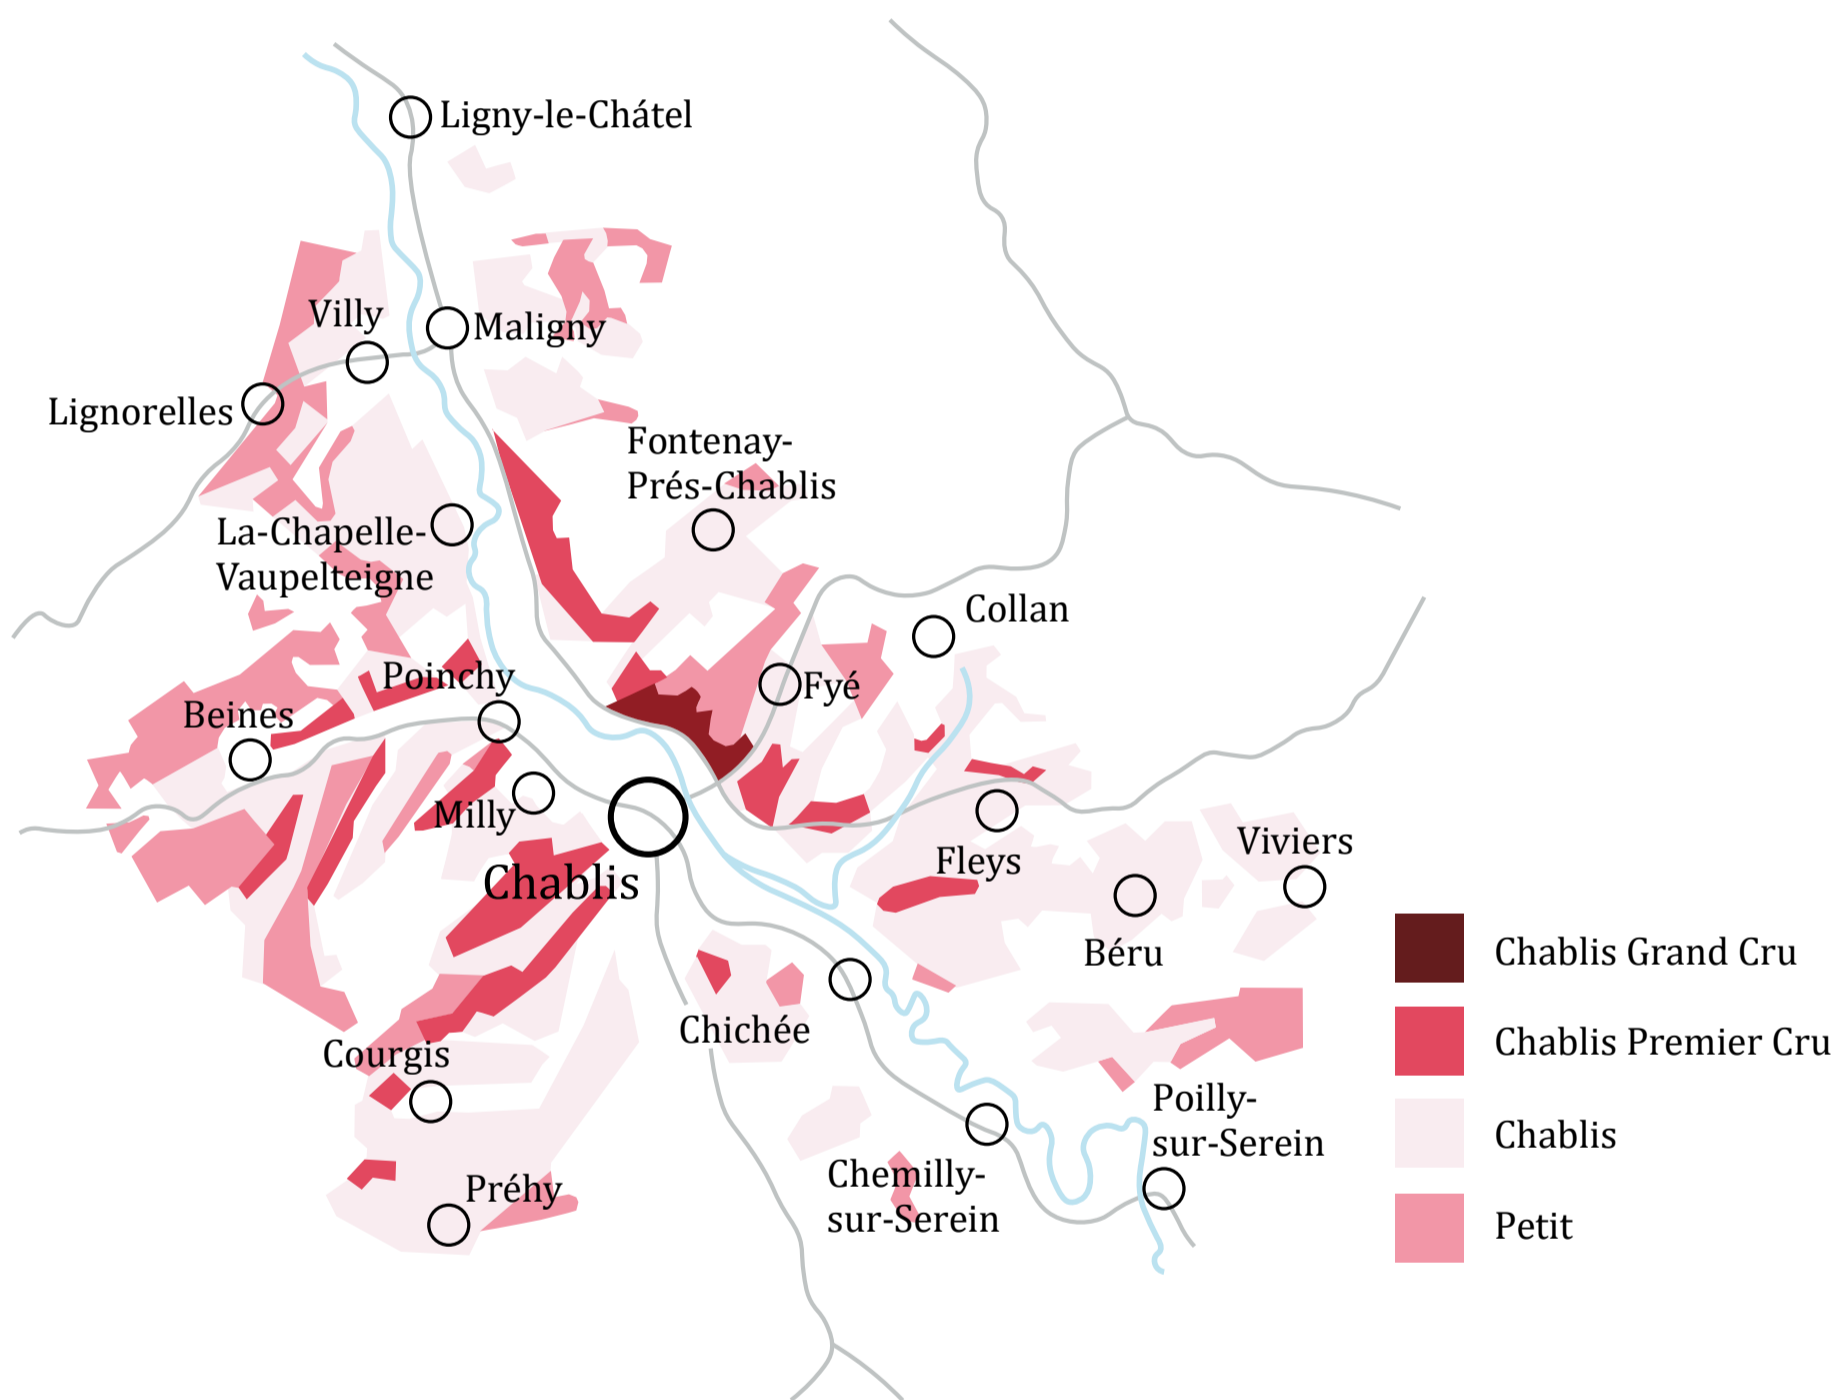 Ligny-le-Chátel
Villy
Maligny
Lignorelles
Fontenay-
Prés-Chablis
La-Chapelle-
Vaupelteigne
Collan
Poinchy
Fyé
Beines
Milly
Chablis
Fleys
Viviers
Béru
Chichée
Courgis
Poilly-
sur-Serein
Chemilly-
sur-Serein
Préhy
Chablis Grand Cru
Chablis Premier Cru
Chablis
Petit